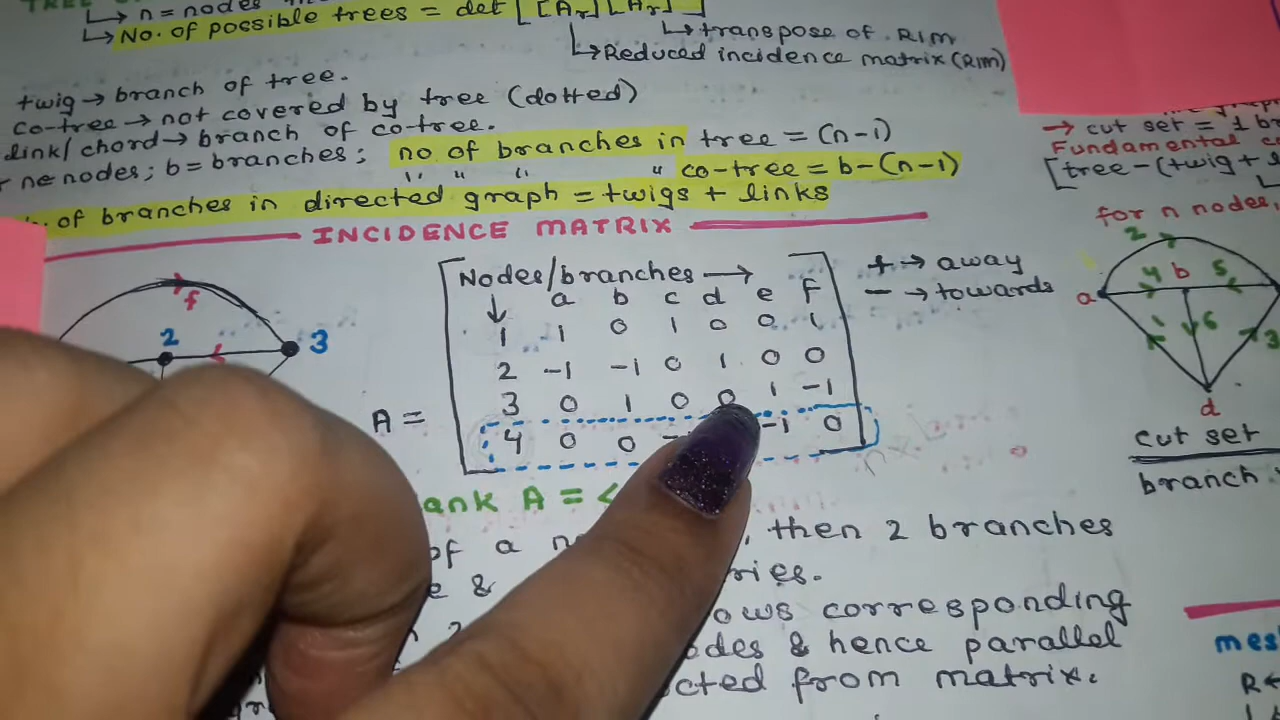 n = nodes
No. of possible trees = det [[Ar][Ar]
transpose of RIM
Reduced incidence matrix (RIM)
twig → branch of tree.
co-tree → not covered by tree (dotted)
link/chord → branch of co-tree.
nodes; b = branches; no of branches in tree = (n-1)
" " " " co-tree = b-(n-1)
of branches in directed graph = twigs + links
INCIDENCE MATRIX
f
2
3
A =
Nodes/branches →
a b c d e f
1 1 0 1 0 0 1
2 -1 -1 0 1 0 0
3 0 1 0 0 1 -1
4 0 0 -1 0
+ → away
- → towards
ank A =
of a
, then 2 branches
e &
ries.
ows corresponding
odes & hence parallel
cted from matrix.
→ cut set = 1
Fundamental
[tree-(twig +
for n nodes,
2
a 4 b 5
1 6 3
d
cut set
branch
mes
R